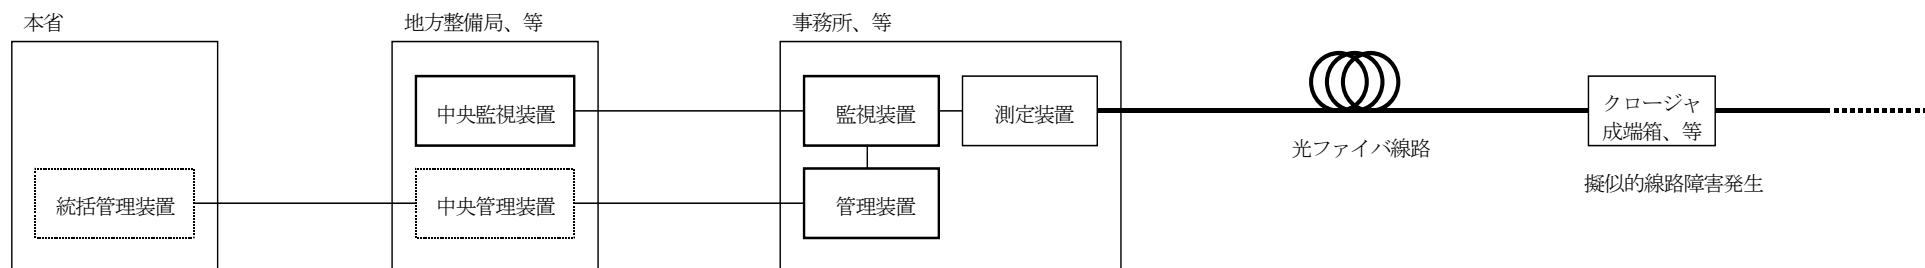 本省
地方整備局、等
事務所、等
中央監視装置
監視装置
測定装置
クロージャ
成端箱、等
光ファイバ線路
擬似的線路障害発生
統括管理装置
中央管理装置
管理装置